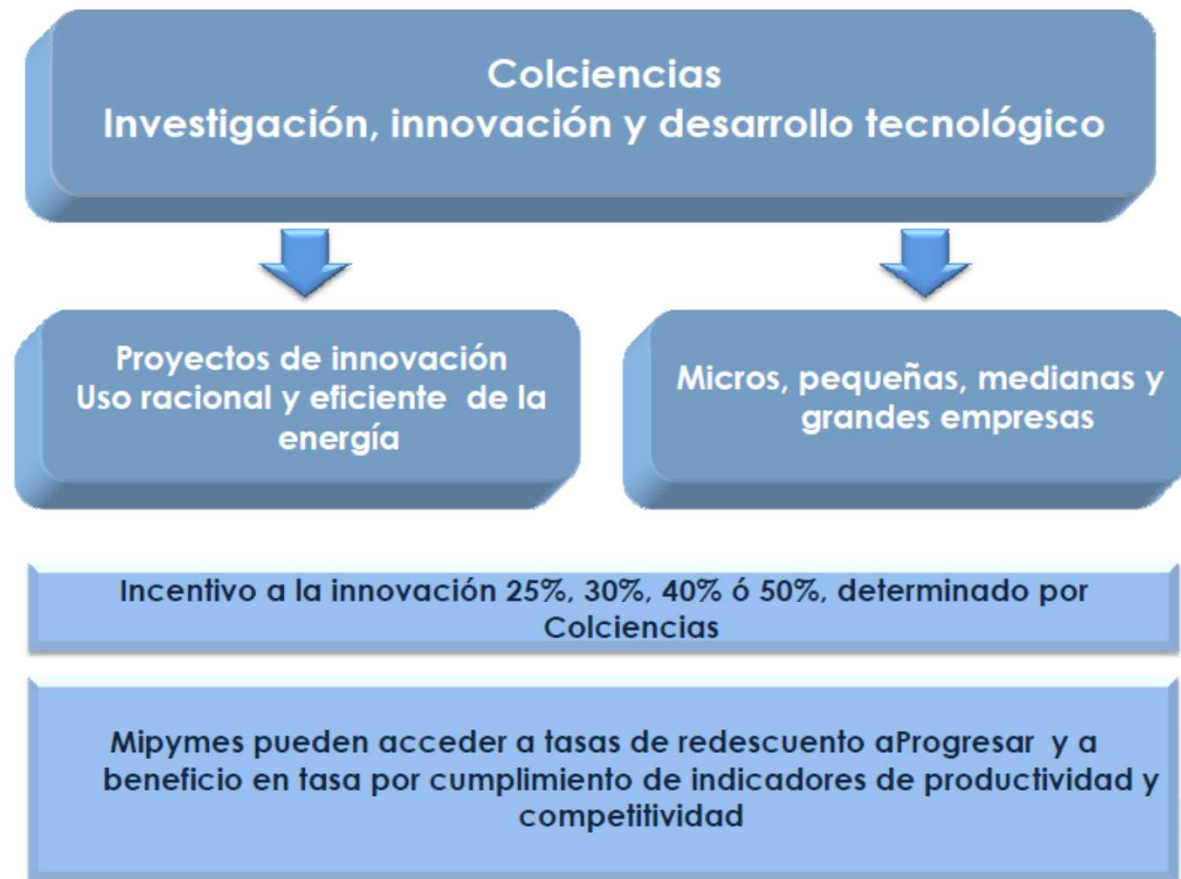 Colciencias
Investigación, innovación y desarrollo tecnológico
Proyectos de innovación
Uso racional y eficiente de la
energía
Micros, pequeñas, medianas y
grandes empresas
Incentivo a la innovación 25%, 30%, 40% ó 50%, determinado por
Colciencias
Mipymes pueden acceder a tasas de redescuento aProgresar y a
beneficio en tasa por cumplimiento de indicadores de productividad y
competitividad